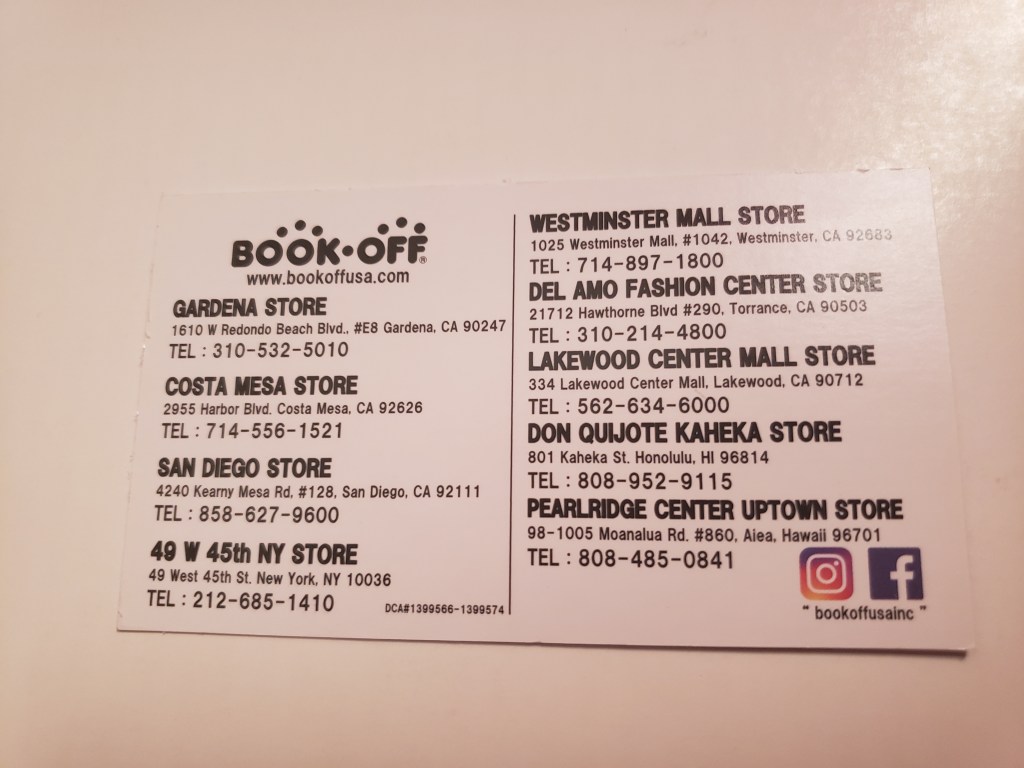 BOOK·OFF®
www.bookoffusa.com
GARDENA STORE
1610 W Redondo Beach Blvd., #E8 Gardena, CA 90247
TEL : 310-532-5010
COSTA MESA STORE
2955 Harbor Blvd. Costa Mesa, CA 92626
TEL : 714-556-1521
SAN DIEGO STORE
4240 Kearny Mesa Rd, #128, San Diego, CA 92111
TEL : 858-627-9600
49 W 45th NY STORE
49 West 45th St. New York, NY 10036
TEL : 212-685-1410
DCA#1399566-1399574
WESTMINSTER MALL STORE
1025 Westminster Mall, #1042, Westminster, CA 92683
TEL : 714-897-1800
DEL AMO FASHION CENTER STORE
21712 Hawthorne Blvd #290, Torrance, CA 90503
TEL : 310-214-4800
LAKEWOOD CENTER MALL STORE
334 Lakewood Center Mall, Lakewood, CA 90712
TEL : 562-634-6000
DON QUIJOTE KAHEKA STORE
801 Kaheka St. Honolulu, HI 96814
TEL : 808-952-9115
PEARLRIDGE CENTER UPTOWN STORE
98-1005 Moanalua Rd. #860, Aiea, Hawaii 96701
TEL : 808-485-0841
" bookoffusainc "